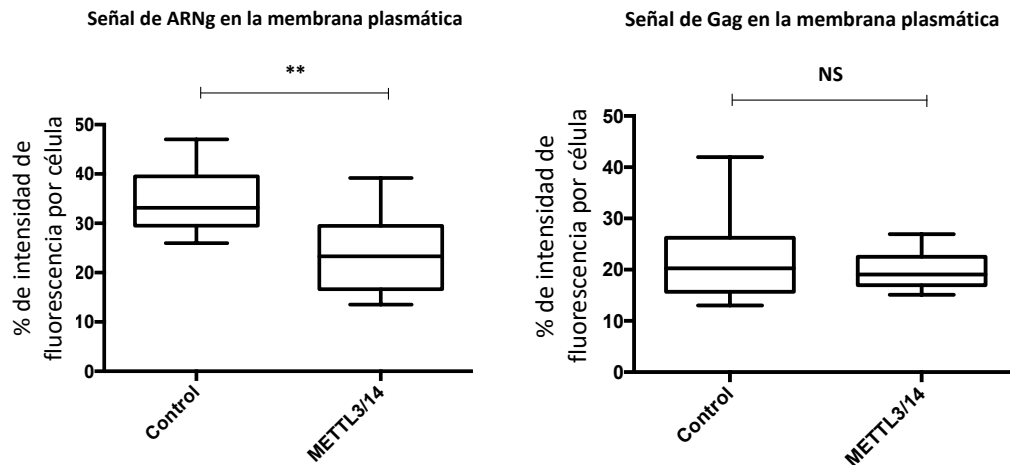 Señal de ARNg en la membrana plasmática
**
% de intensidad de
fluorescencia por célula
50
40
30
20
10
0
Control
METTL3/14
Señal de Gag en la membrana plasmática
NS
% de intensidad de
fluorescencia por célula
50
40
30
20
10
0
Control
METTL3/14